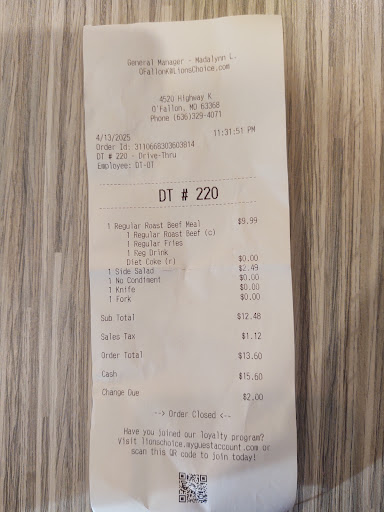 General Manager - Madalynn L.
OFallonK@LionsChoice.com
4520 Highway K
O'Fallon, MO 63368
Phone (636)329-4071
4/13/2025 11:31:51 PM
Order Id: 3110668303603814
DT # 220 - Drive-Thru
Employee: DT-DT
DT # 220
1 Regular Roast Beef Meal $9.99
1 Regular Roast Beef (c)
1 Regular Fries
1 Reg Drink
Diet Coke (r) $0.00
1 Side Salad $2.49
1 No Condiment $0.00
1 Knife $0.00
1 Fork $0.00
Sub Total $12.48
Sales Tax $1.12
Order Total $13.60
Cash $15.60
Change Due $2.00
--> Order Closed <--
Have you joined our loyalty program?
Visit lionschoice.myguestaccount.com or
scan this QR code to join today!